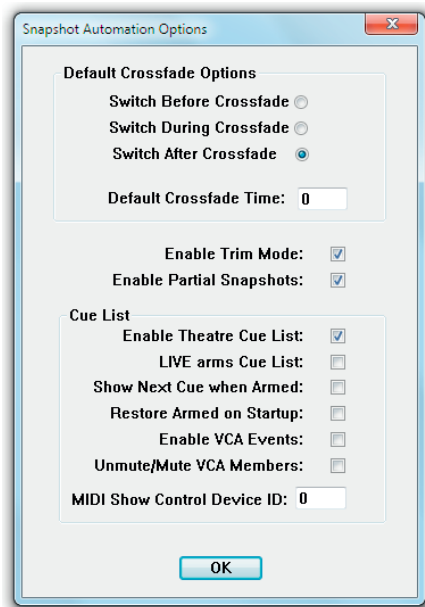 Snapshot Automation Options
Default Crossfade Options
Switch Before Crossfade
Switch During Crossfade
Switch After Crossfade
Default Crossfade Time: 0
Enable Trim Mode:
Enable Partial Snapshots:
Cue List
Enable Theatre Cue List:
LIVE arms Cue List:
Show Next Cue when Armed:
Restore Armed on Startup:
Enable VCA Events:
Unmute/Mute VCA Members:
MIDI Show Control Device ID: 0
OK